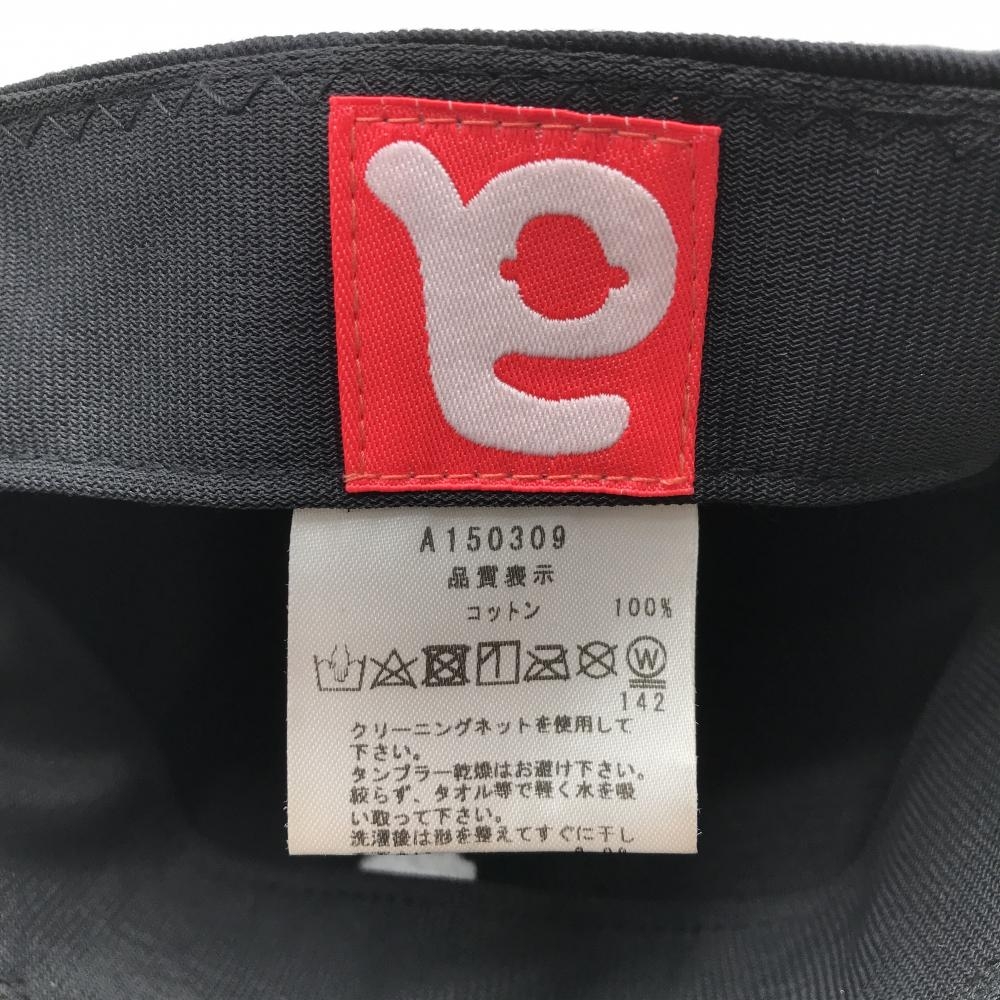 A150309
品質表示
コットン 100%
W
142
クリーニングネットを使用して
下さい。
タンブラー乾燥はお避け下さい。
絞らず、タオル等で軽く水を吸
い取って下さい。
洗濯後は形を整えてすぐに干し